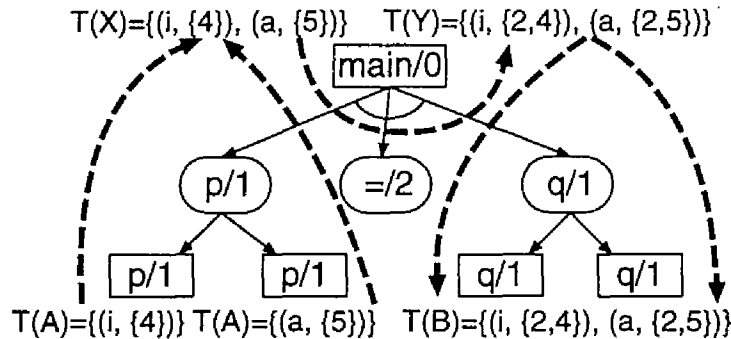 T(X)={(i, {4}), (a, {5})} T(Y)={(i, {2,4}), (a, {2,5})}
main/0
p/1 =/2 q/1
p/1 p/1 q/1 q/1
T(A)={(i, {4})} T(A)={(a, {5})} T(B)={(i, {2,4}), (a, {2,5})}